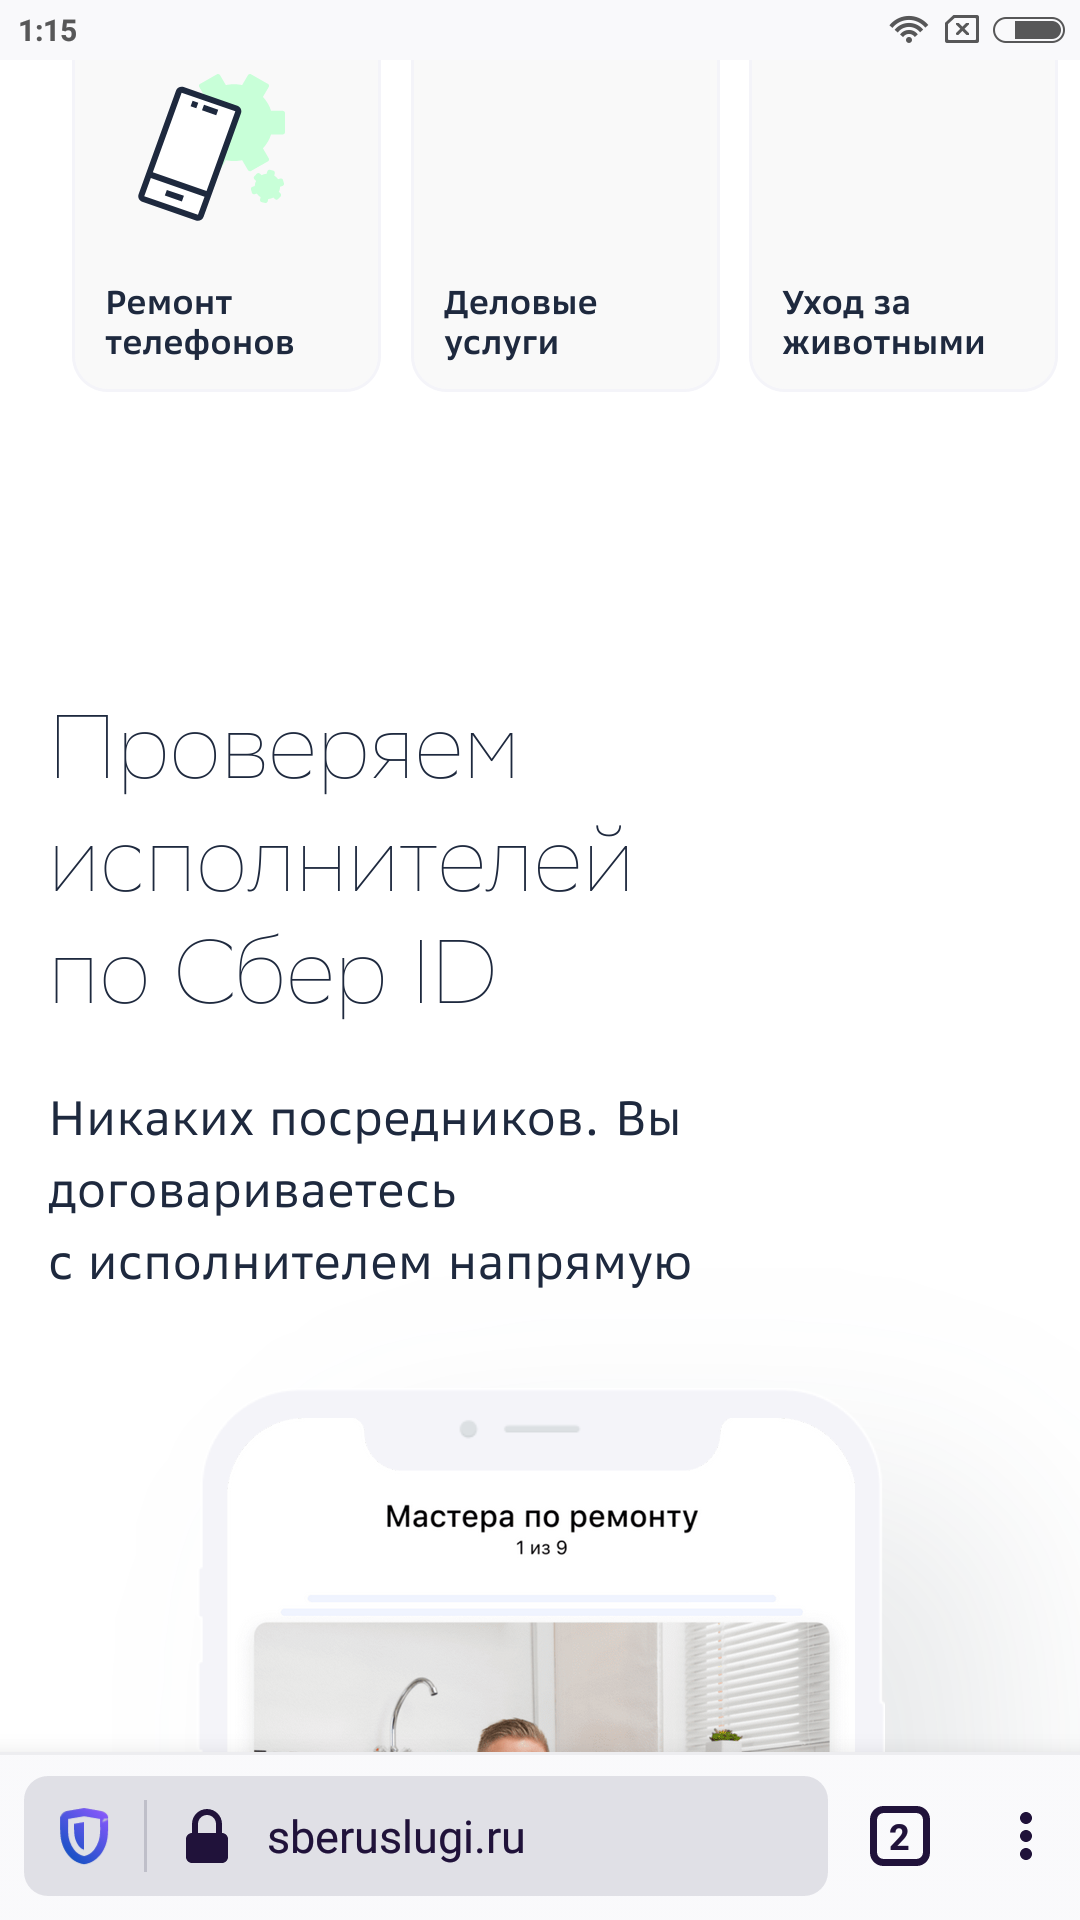 1:15
Ремонт
телефонов
Деловые
услуги
Уход за
животными
Проверяем
исполнителей
по Сбер ID
Никаких посредников. Вы
договариваетесь
с исполнителем напрямую
Мастера по ремонту
1 из 9
sberuslugi.ru
2